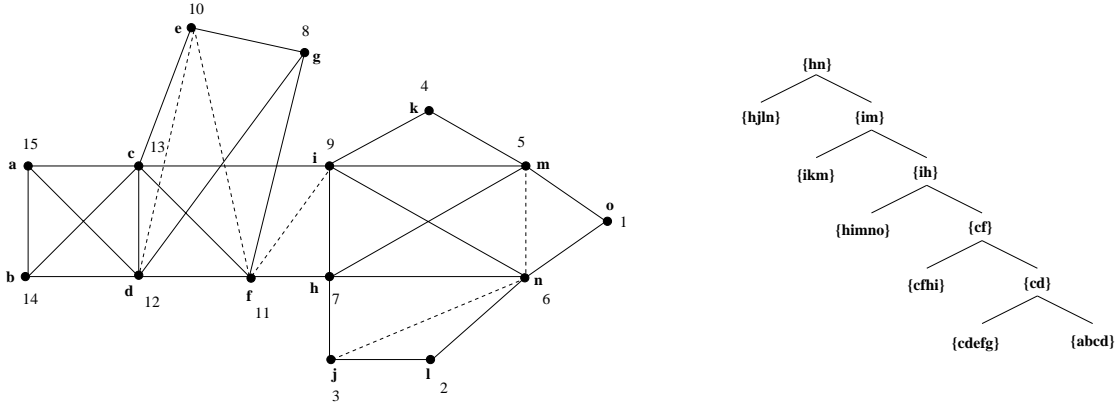 10
e
8
g
4
k
15
a
c
13
i
9
5
m
o
1
b
14
d
12
f
11
h
7
n
6
j
3
l
2
{hn}
{hjln}
{im}
{ikm}
{ih}
{himno}
{cf}
{cfhi}
{cd}
{cdefg}
{abcd}